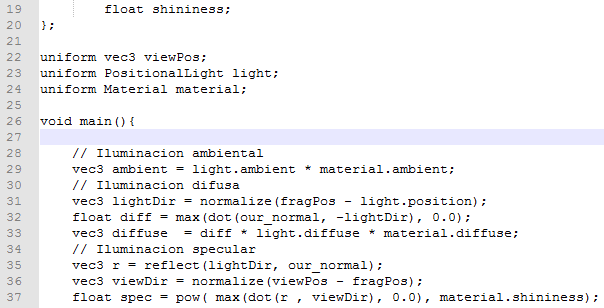 19 float shininess;
20 };
21
22 uniform vec3 viewPos;
23 uniform PositionalLight light;
24 uniform Material material;
25
26 void main(){
27
28 // Iluminacion ambiental
29 vec3 ambient = light.ambient * material.ambient;
30 // Iluminacion difusa
31 vec3 lightDir = normalize(fragPos - light.position);
32 float diff = max(dot(our_normal, -lightDir), 0.0);
33 vec3 diffuse  = diff * light.diffuse * material.diffuse;
34 // Iluminacion specular
35 vec3 r = reflect(lightDir, our_normal);
36 vec3 viewDir = normalize(viewPos - fragPos);
37 float spec = pow( max(dot(r , viewDir), 0.0), material.shininess);